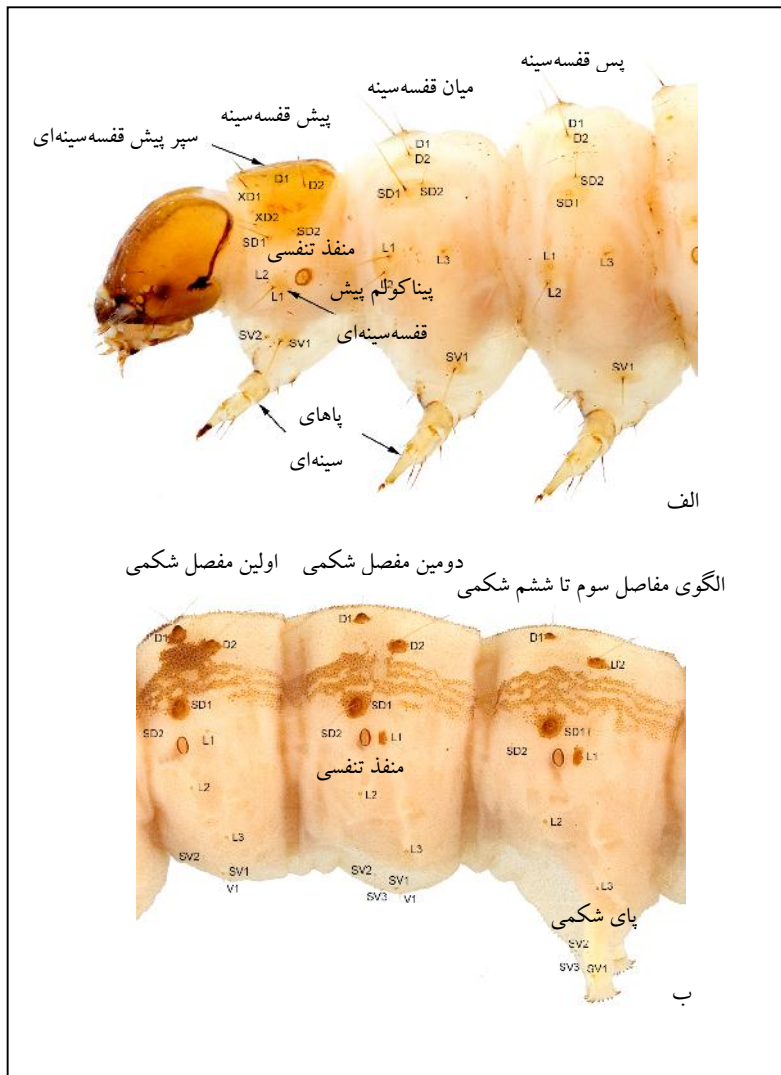 پس قفسه‌سینه
میان قفسه‌سینه
پیش قفسه‌سینه
سپر پیش قفسه‌سینه‌ای
D1
D2
XD1
XD2
SD1
SD2
منفذ تنفسی
L2
L1
پیناکولم پیش
قفسه‌سینه‌ای
SV2
SV1
D1
D2
SD1
SD2
L1
L2
L3
SV1
D1
D2
SD2
SD1
L1
L3
L2
SV1
پاهای
سینه‌ای
الف
اولین مفصل شکمی
دومین مفصل شکمی
الگوی مفاصل سوم تا ششم شکمی
D1
D2
SD1
SD2
L1
L2
L3
SV2
SV1
V1
D1
D2
SD1
SD2
L1
منفذ تنفسی
L2
L3
SV2
SV1
SV3
V1
D1
D2
SD1
SD2
L1
L2
L3
پای شکمی
SV2
SV3
SV1
ب